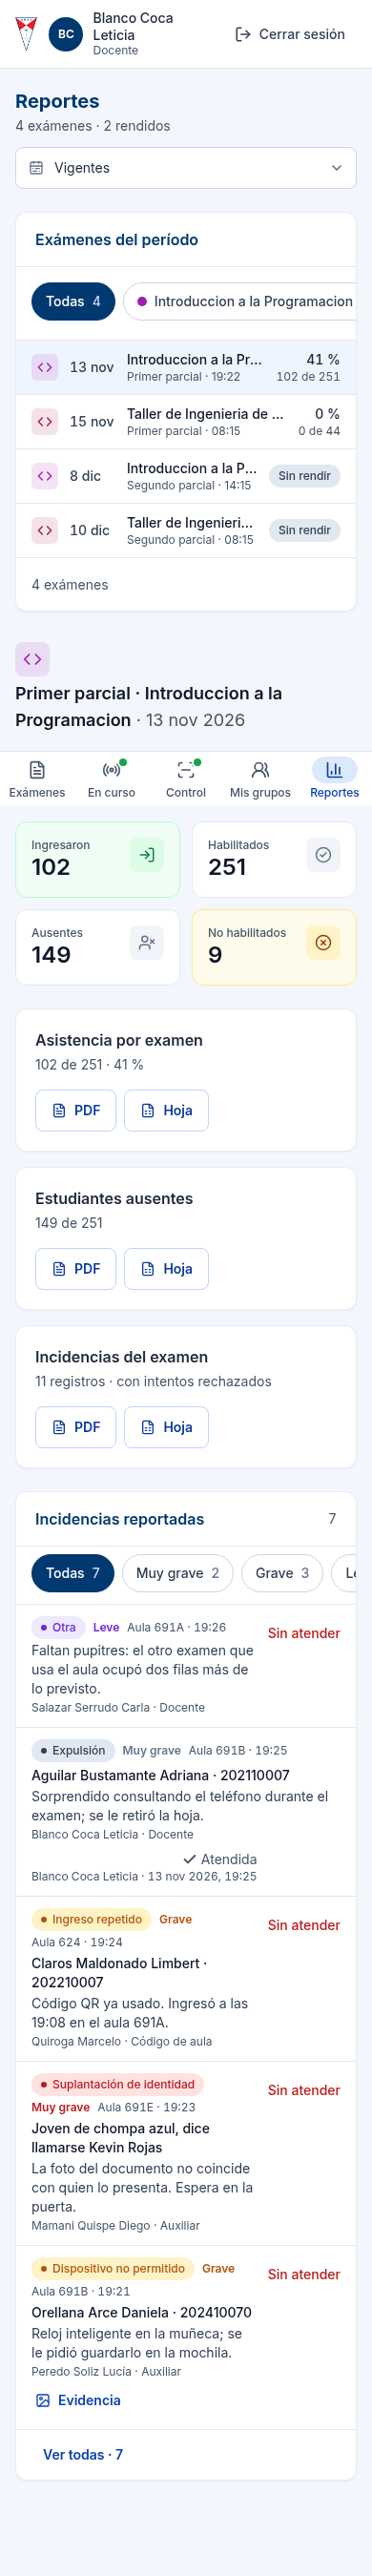 BC
Blanco Coca
Leticia
Docente
Cerrar sesión
Reportes
4 exámenes · 2 rendidos
Vigentes
Exámenes del período
Todas 4
Introduccion a la Programacion
13 nov
Introduccion a la Pr...
41 %
Primer parcial · 19:22
102 de 251
15 nov
Taller de Ingenieria de ...
0 %
Primer parcial · 08:15
0 de 44
8 dic
Introduccion a la P...
Segundo parcial · 14:15
Sin rendir
10 dic
Taller de Ingenieri...
Segundo parcial · 08:15
Sin rendir
4 exámenes
Primer parcial · Introduccion a la
Programacion · 13 nov 2026
Exámenes
En curso
Control
Mis grupos
Reportes
Ingresaron
102
Habilitados
251
Ausentes
149
No habilitados
9
Asistencia por examen
102 de 251 · 41 %
PDF
Hoja
Estudiantes ausentes
149 de 251
PDF
Hoja
Incidencias del examen
11 registros · con intentos rechazados
PDF
Hoja
Incidencias reportadas
7
Todas 7
Muy grave 2
Grave 3
Le
Otra Leve Aula 691A · 19:26
Sin atender
Faltan pupitres: el otro examen que
usa el aula ocupó dos filas más de
lo previsto.
Salazar Serrudo Carla · Docente
Expulsión Muy grave Aula 691B · 19:25
Aguilar Bustamante Adriana · 202110007
Sorprendido consultando el teléfono durante el
examen; se le retiró la hoja.
Blanco Coca Leticia · Docente
Atendida
Blanco Coca Leticia · 13 nov 2026, 19:25
Ingreso repetido Grave
Sin atender
Aula 624 · 19:24
Claros Maldonado Limbert ·
202210007
Código QR ya usado. Ingresó a las
19:08 en el aula 691A.
Quiroga Marcelo · Código de aula
Suplantación de identidad
Sin atender
Muy grave Aula 691E · 19:23
Joven de chompa azul, dice
llamarse Kevin Rojas
La foto del documento no coincide
con quien lo presenta. Espera en la
puerta.
Mamani Quispe Diego · Auxiliar
Dispositivo no permitido Grave
Sin atender
Aula 691B · 19:21
Orellana Arce Daniela · 202410070
Reloj inteligente en la muñeca; se
le pidió guardarlo en la mochila.
Peredo Soliz Lucía · Auxiliar
Evidencia
Ver todas · 7